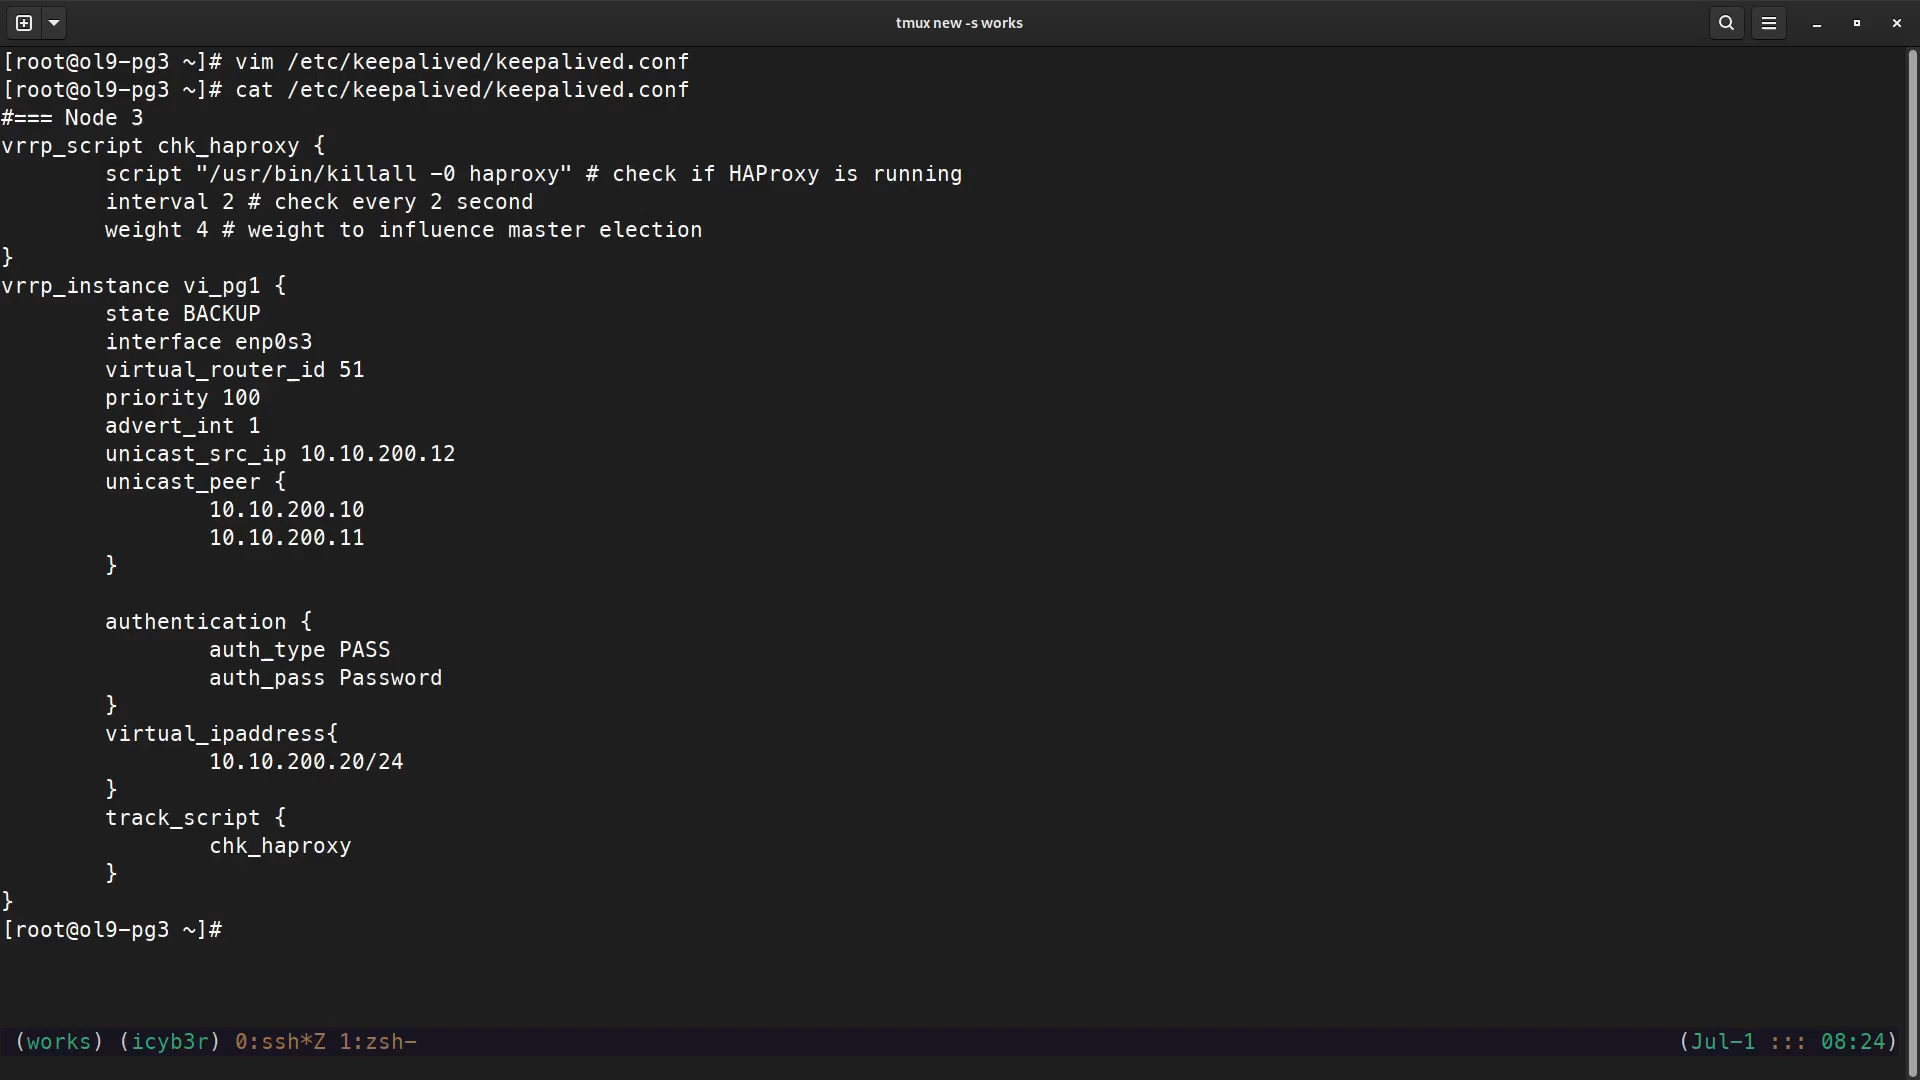 tmux new -s works
[root@ol9-pg3 ~]# vim /etc/keepalived/keepalived.conf
[root@ol9-pg3 ~]# cat /etc/keepalived/keepalived.conf
#=== Node 3
vrrp_script chk_haproxy {
        script "/usr/bin/killall -0 haproxy" # check if HAProxy is running
        interval 2 # check every 2 second
        weight 4 # weight to influence master election
}
vrrp_instance vi_pg1 {
        state BACKUP
        interface enp0s3
        virtual_router_id 51
        priority 100
        advert_int 1
        unicast_src_ip 10.10.200.12
        unicast_peer {
                10.10.200.10
                10.10.200.11
        }

        authentication {
                auth_type PASS
                auth_pass Password
        }
        virtual_ipaddress{
                10.10.200.20/24
        }
        track_script {
                chk_haproxy
        }
}
[root@ol9-pg3 ~]#
(works) (icyb3r) 0:ssh*Z 1:zsh- (Jul-1 ::: 08:24)